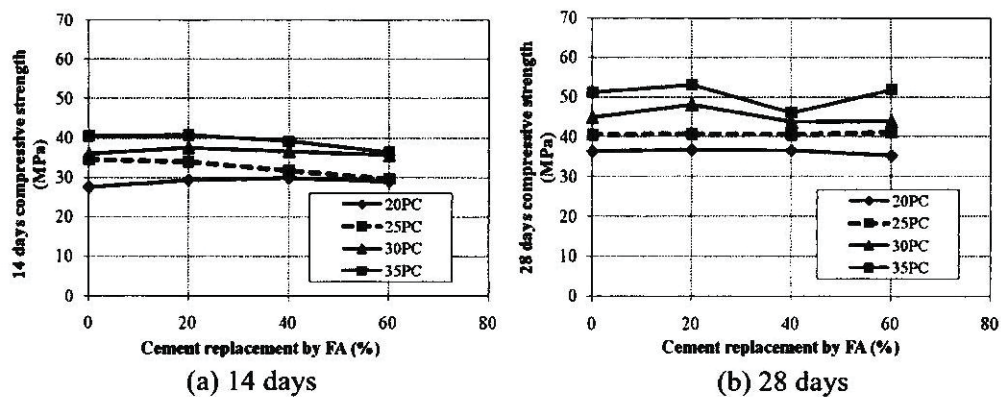 14 days compressive strength
(MPa)
70
60
50
40
30
20
10
0
20PC
25PC
30PC
35PC
0 20 40 60 80
Cement replacement by FA (%)
(a) 14 days
28 days compressive strength
(MPa)
70
60
50
40
30
20
10
0
20PC
25PC
30PC
35PC
0 20 40 60 80
Cement replacement by FA (%)
(b) 28 days